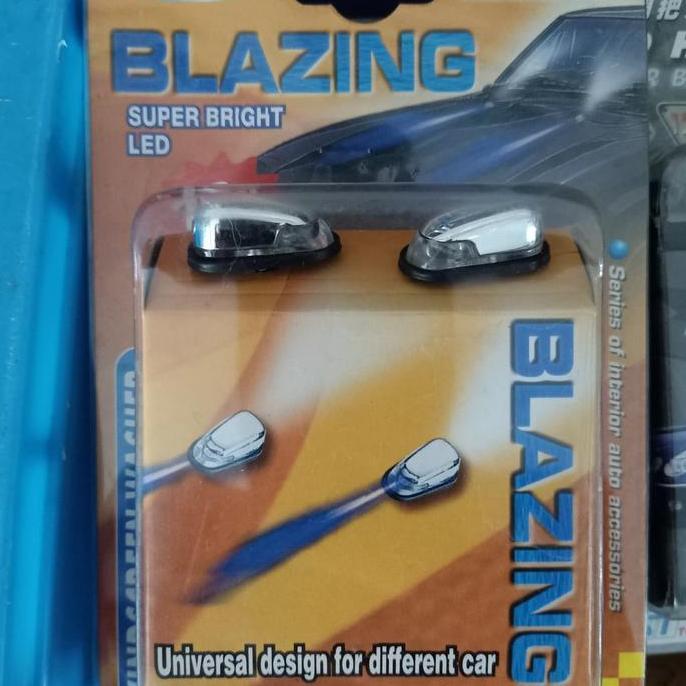 BLAZING
SUPER BRIGHT
LED
Series of interior auto accessories
BLAZING
Universal design for different car